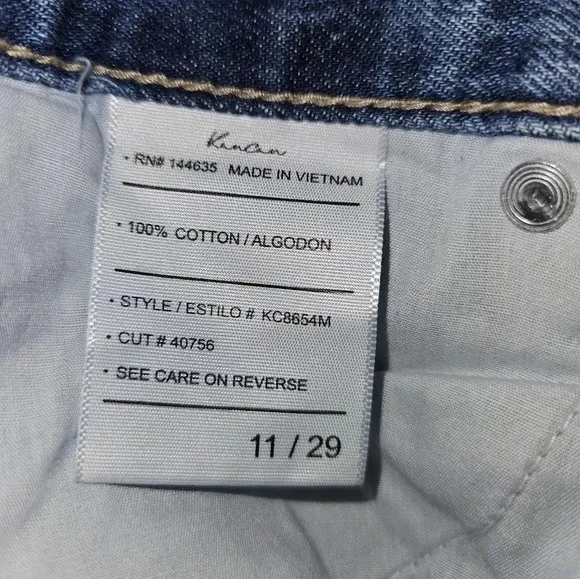 KanCan
• RN# 144635 MADE IN VIETNAM
• 100% COTTON / ALGODON
• STYLE / ESTILO # KC8654M
• CUT # 40756
• SEE CARE ON REVERSE
11 / 29